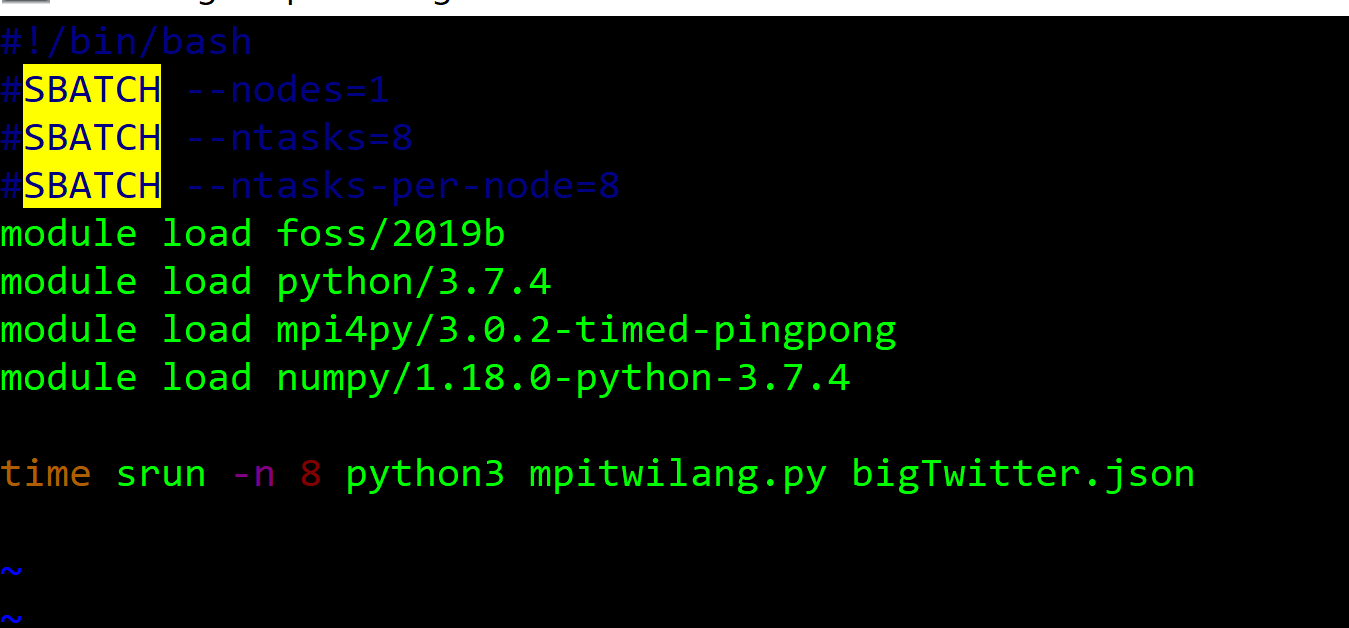 #!/bin/bash
#SBATCH --nodes=1
#SBATCH --ntasks=8
#SBATCH --ntasks-per-node=8
module load foss/2019b
module load python/3.7.4
module load mpi4py/3.0.2-timed-pingpong
module load numpy/1.18.0-python-3.7.4
time srun -n 8 python3 mpitwilang.py bigTwitter.json
~
~